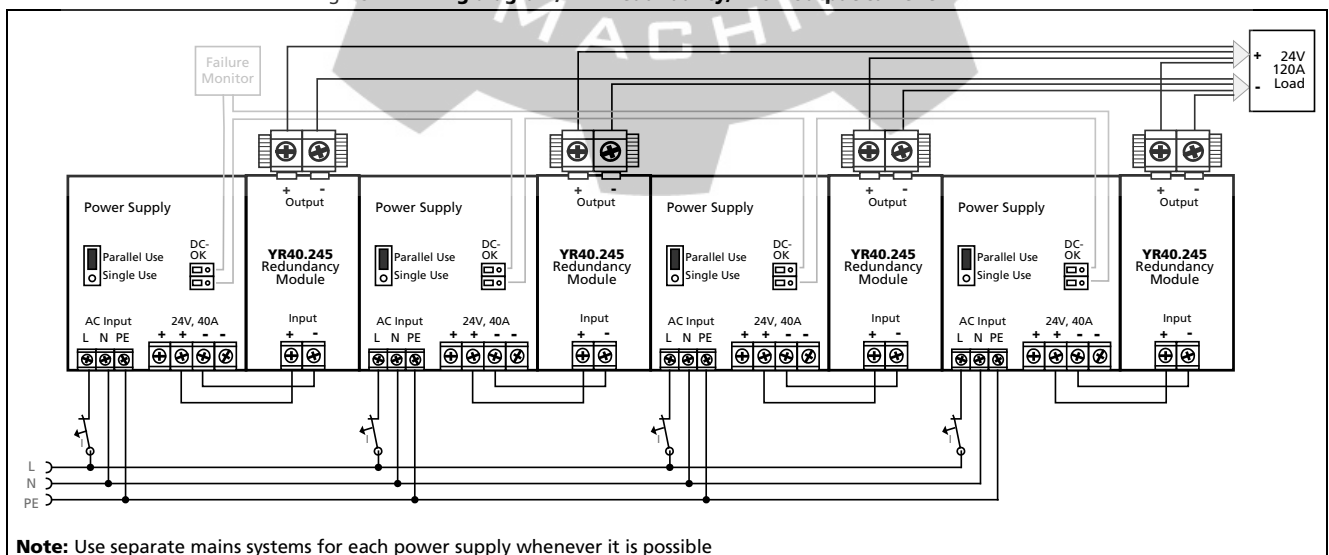 MACHI
Failure
Monitor
+ 24V
120A
- Load
+ -
Output
+ -
Output
+ -
Output
+ -
Output
Power Supply
Parallel Use
Single Use
DC-
OK
YR40.245
Redundancy
Module
AC Input
L N PE
24V, 40A
+ + - -
Input
+ -
Power Supply
Parallel Use
Single Use
DC-
OK
YR40.245
Redundancy
Module
AC Input
L N PE
24V, 40A
+ + - -
Input
+ -
Power Supply
Parallel Use
Single Use
DC-
OK
YR40.245
Redundancy
Module
AC Input
L N PE
24V, 40A
+ + - -
Input
+ -
Power Supply
Parallel Use
Single Use
DC-
OK
YR40.245
Redundancy
Module
AC Input
L N PE
24V, 40A
+ + - -
Input
+ -
I
I
I
I
L
N
PE
Note: Use separate mains systems for each power supply whenever it is possible